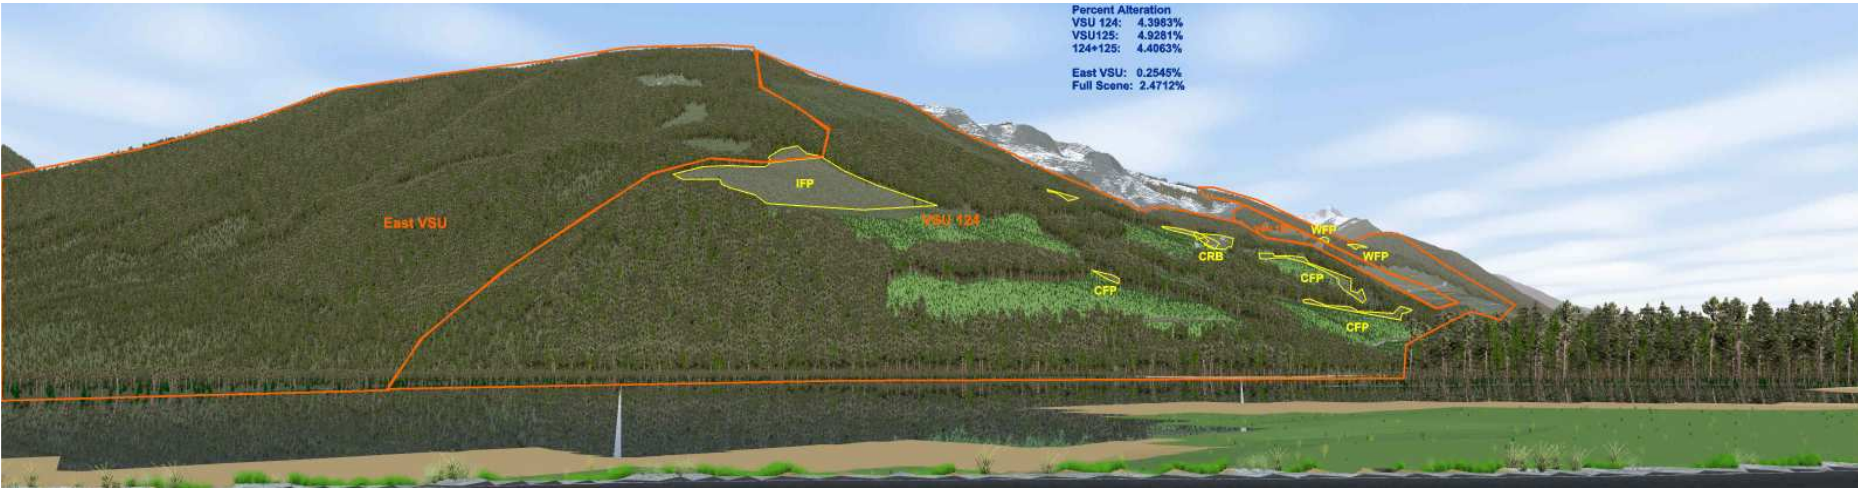 Percent Alteration
VSU 124: 4.3983%
VSU125: 4.9281%
124+125: 4.4063%
East VSU: 0.2545%
Full Scene: 2.4712%
IFP
East VSU
VSU 124
WFP
WFP
CRB
CFP
CFP
CFP